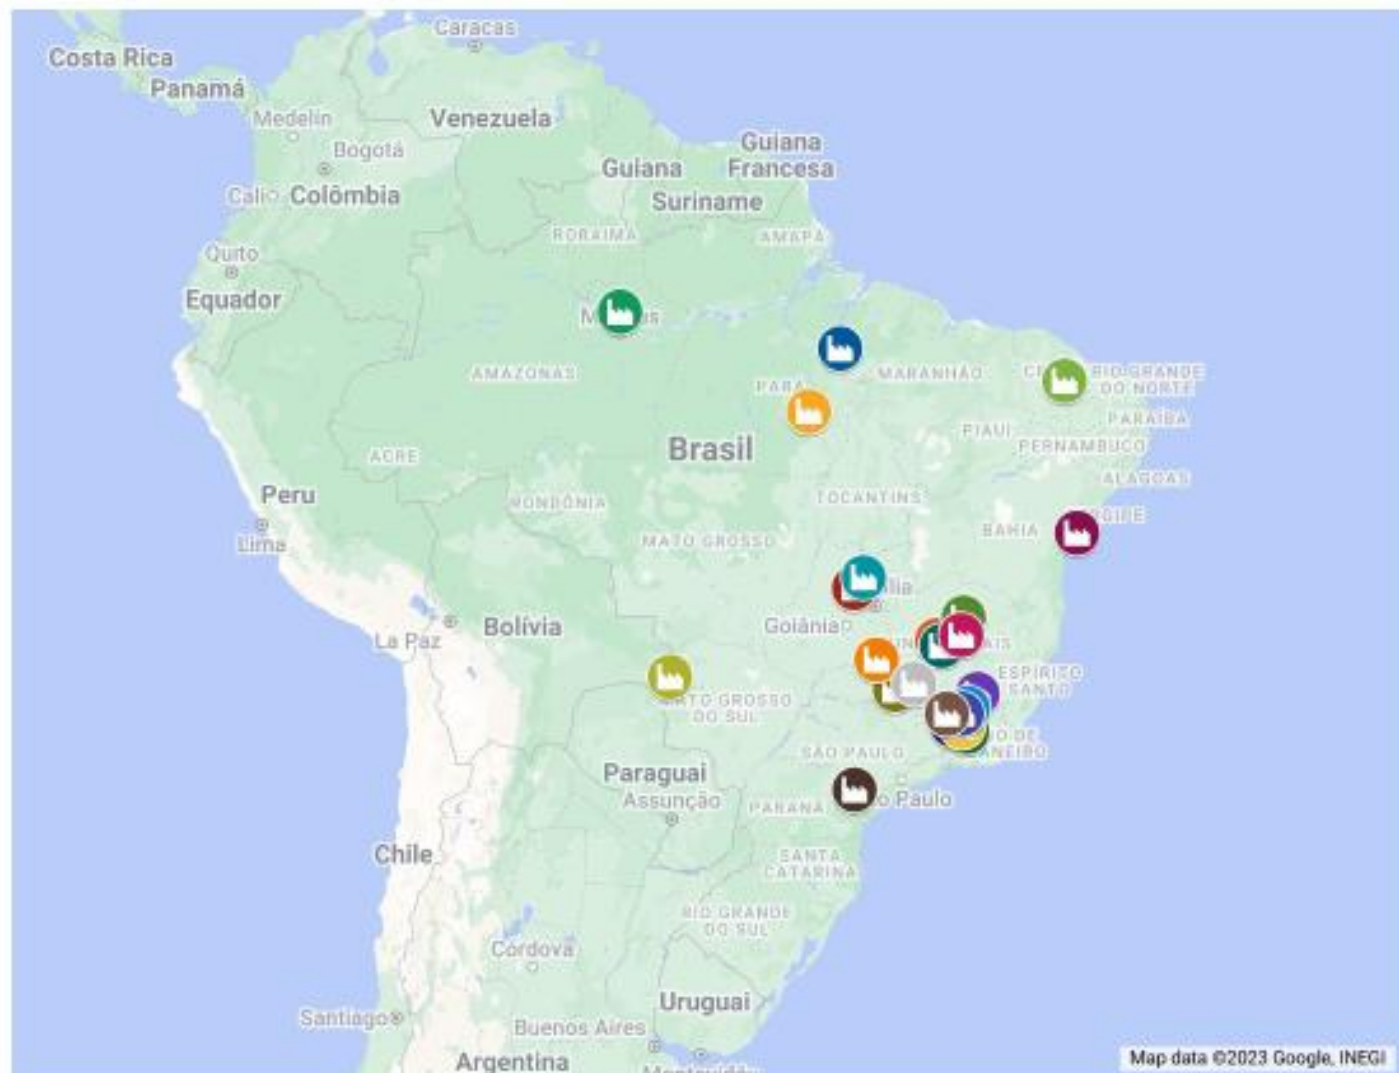 Caracas
Costa Rica
Panamá
Medelín
Venezuela
Bogotá
Guiana
Guiana
Francesa
Cali
Colômbia
Suriname
RORAIMA
AMAPÁ
Quito
Equador
AMAZONAS
PARÁ
MARANHÃO
RIO GRANDE
DO NORTE
PARAÍBA
PIAUÍ
PERNAMBUCO
Brasil
ACRE
ALAGOAS
Peru
RONDÔNIA
TOCANTINS
Lima
MATO GROSSO
BAHIA
La Paz
Bolívia
Goiânia
ESPÍRITO
SANTO
MATO GROSSO
DO SUL
SÃO PAULO
Paraguai
Assunção
PARANÁ
Paulo
Chile
SANTA
CATARINA
RIO GRANDE
DO SUL
Córdova
Uruguai
Santiago
Buenos Aires
Argentina
Map data ©2023 Google, INEGI